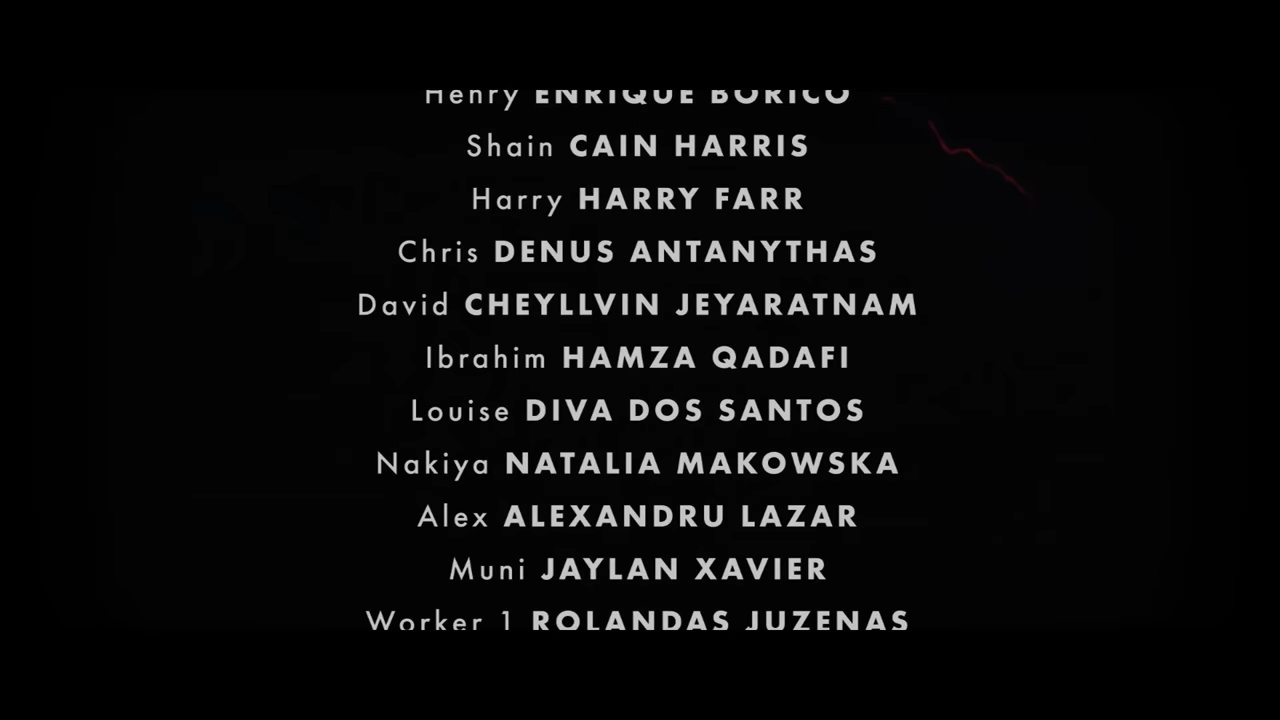 Henry ENRIQUE BORICO
Shain CAIN HARRIS
Harry HARRY FARR
Chris DENUS ANTANYTHAS
David CHEYLLVIN JEYARATNAM
Ibrahim HAMZA QADAFI
Louise DIVA DOS SANTOS
Nakiya NATALIA MAKOWSKA
Alex ALEXANDRU LAZAR
Muni JAYLAN XAVIER
Worker 1 ROLANDAS JUZENAS